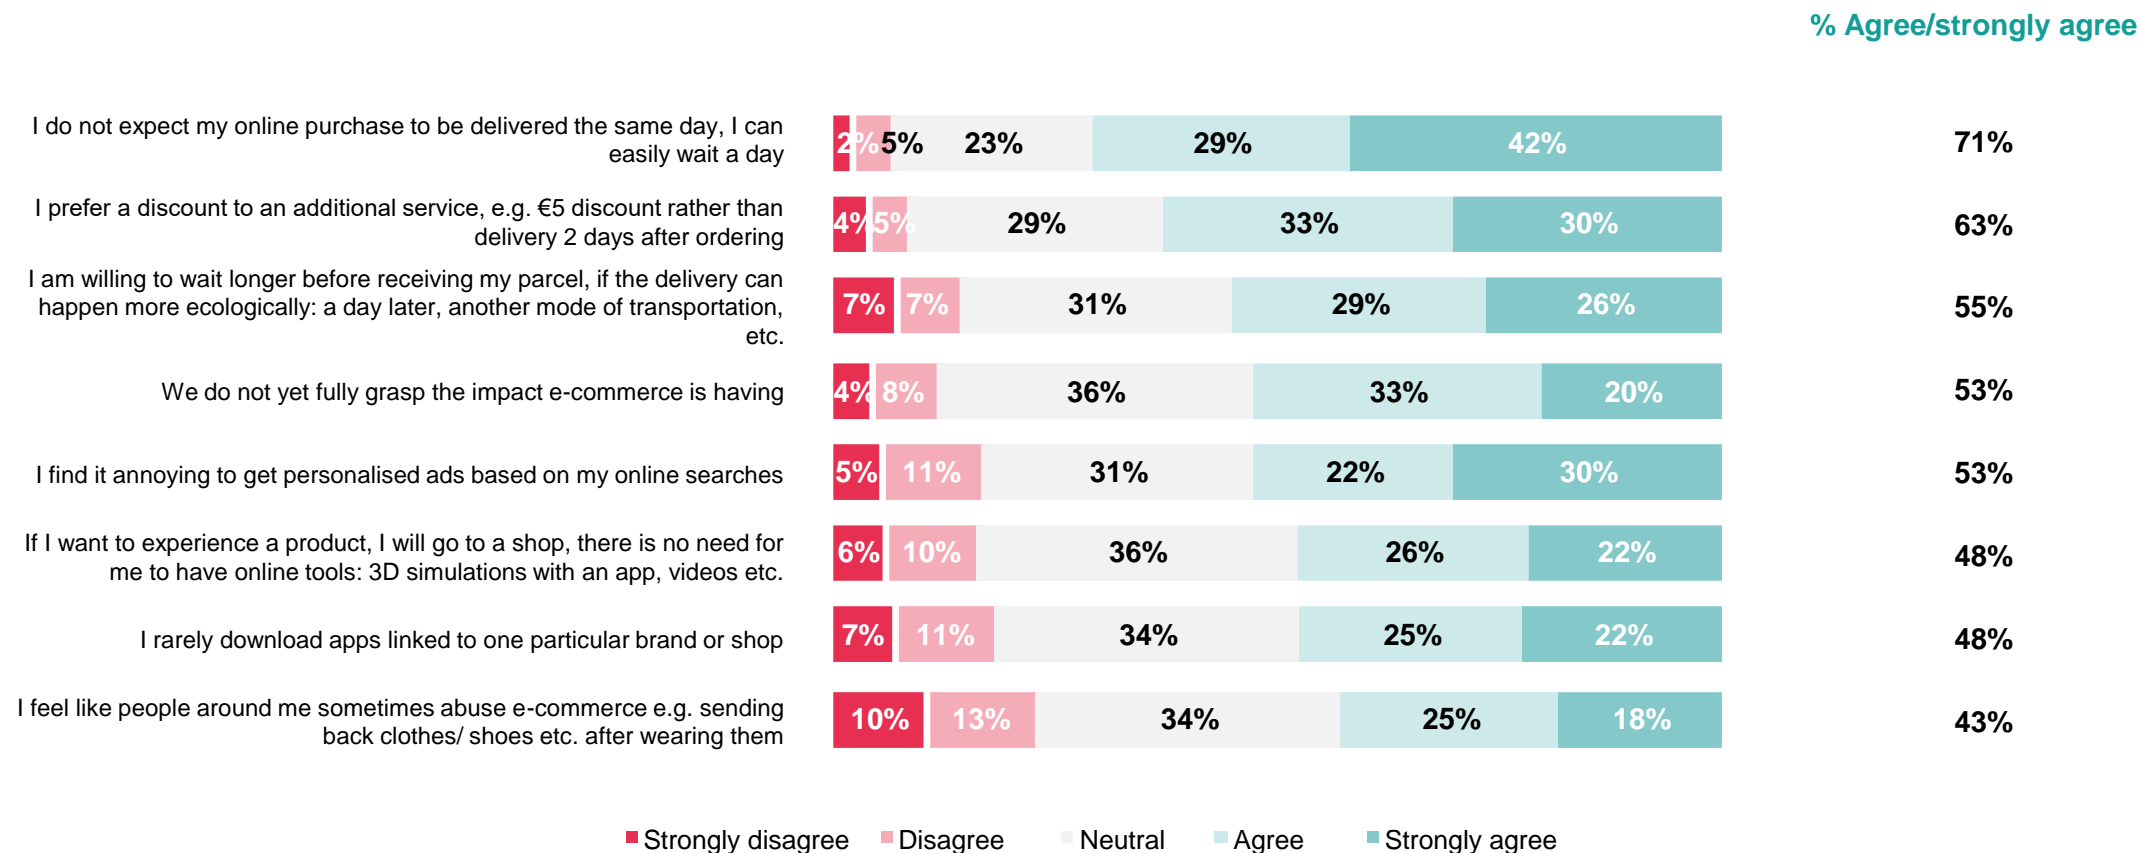 % Agree/strongly agree
I do not expect my online purchase to be delivered the same day, I can
easily wait a day
2% 5% 23% 29% 42% 71%
I prefer a discount to an additional service, e.g. €5 discount rather than
delivery 2 days after ordering
4% 5% 29% 33% 30% 63%
I am willing to wait longer before receiving my parcel, if the delivery can
happen more ecologically: a day later, another mode of transportation,
etc.
7% 7% 31% 29% 26% 55%
We do not yet fully grasp the impact e-commerce is having
4% 8% 36% 33% 20% 53%
I find it annoying to get personalised ads based on my online searches
5% 11% 31% 22% 30% 53%
If I want to experience a product, I will go to a shop, there is no need for
me to have online tools: 3D simulations with an app, videos etc.
6% 10% 36% 26% 22% 48%
I rarely download apps linked to one particular brand or shop
7% 11% 34% 25% 22% 48%
I feel like people around me sometimes abuse e-commerce e.g. sending
back clothes/ shoes etc. after wearing them
10% 13% 34% 25% 18% 43%
Strongly disagree Disagree Neutral Agree Strongly agree